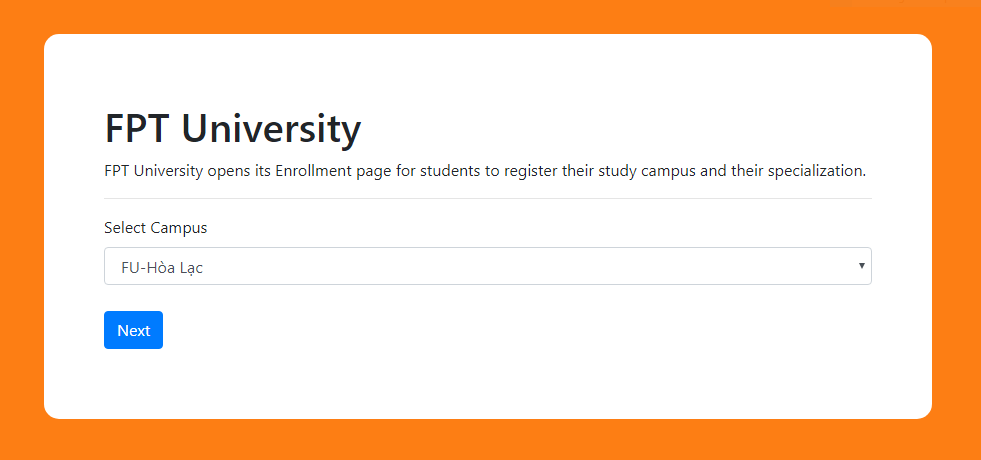 FPT University
FPT University opens its Enrollment page for students to register their study campus and their specialization.
Select Campus
FU-Hòa Lạc
Next